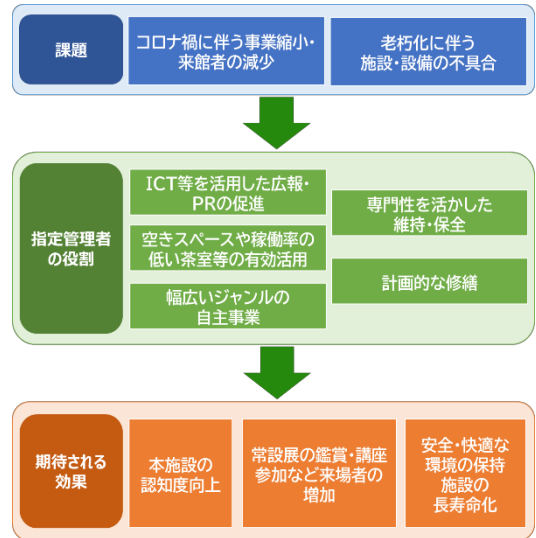 課題
コロナ禍に伴う事業縮小・
来館者の減少
老朽化に伴う
施設・設備の不具合
指定管理者
の役割
ICT等を活用した広報・
PRの促進
空きスペースや稼働率の
低い茶室等の有効活用
幅広いジャンルの
自主事業
専門性を活かした
維持・保全
計画的な修繕
期待される
効果
本施設の
認知度向上
常設展の鑑賞・講座
参加など来場者の
増加
安全・快適な
環境の保持
施設の
長寿命化